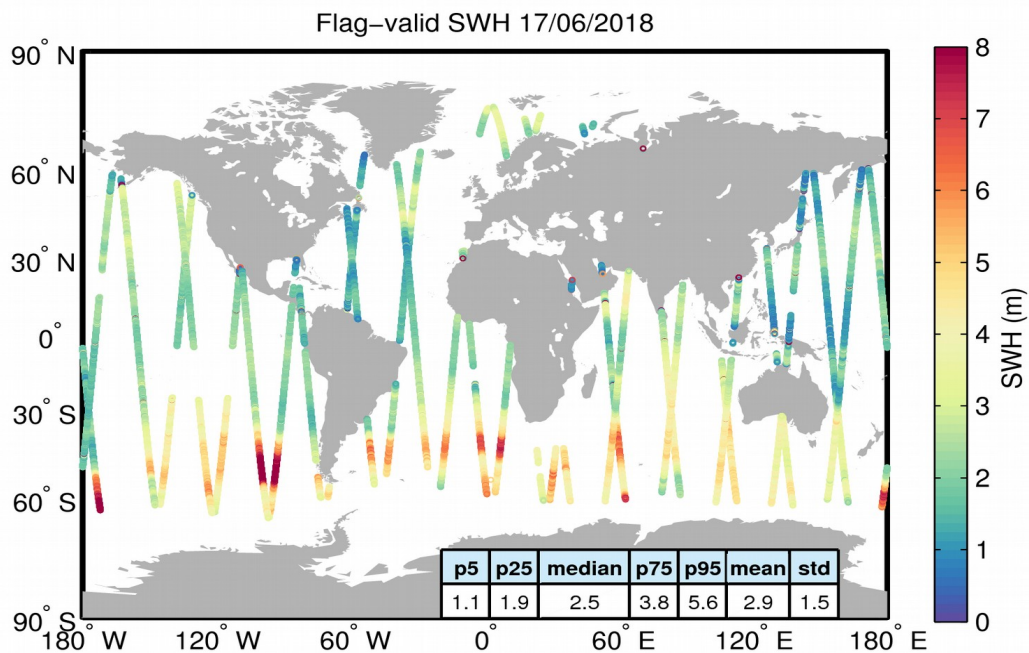 Flag−valid SWH 17/06/2018
90° N
60° N
30° N
0°
30° S
60° S
90° S
180° W
120° W
60° W
0°
60° E
120° E
180° E
8
7
6
5
4
3
2
1
0
SWH (m)
p5 p25 median p75 p95 mean std
1.1 1.9 2.5 3.8 5.6 2.9 1.5